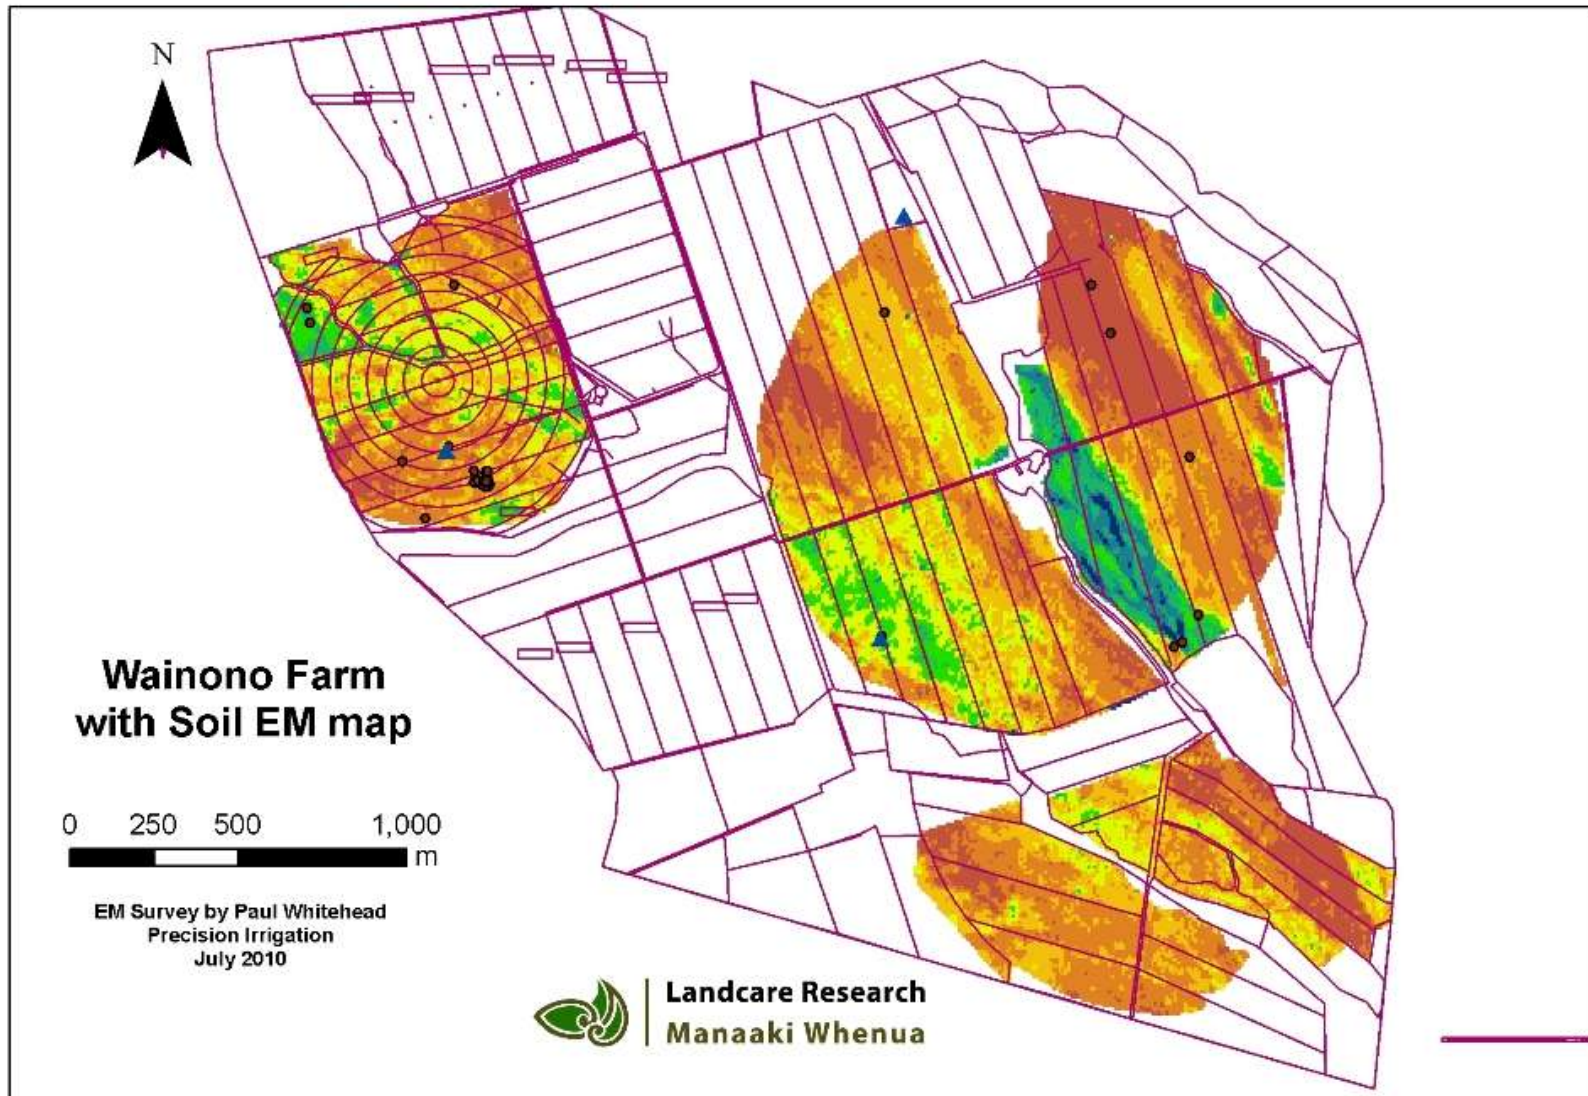 N
Wainono Farm
with Soil EM map
0 250 500 1,000
m
EM Survey by Paul Whitehead
Precision Irrigation
July 2010
Landcare Research
Manaaki Whenua